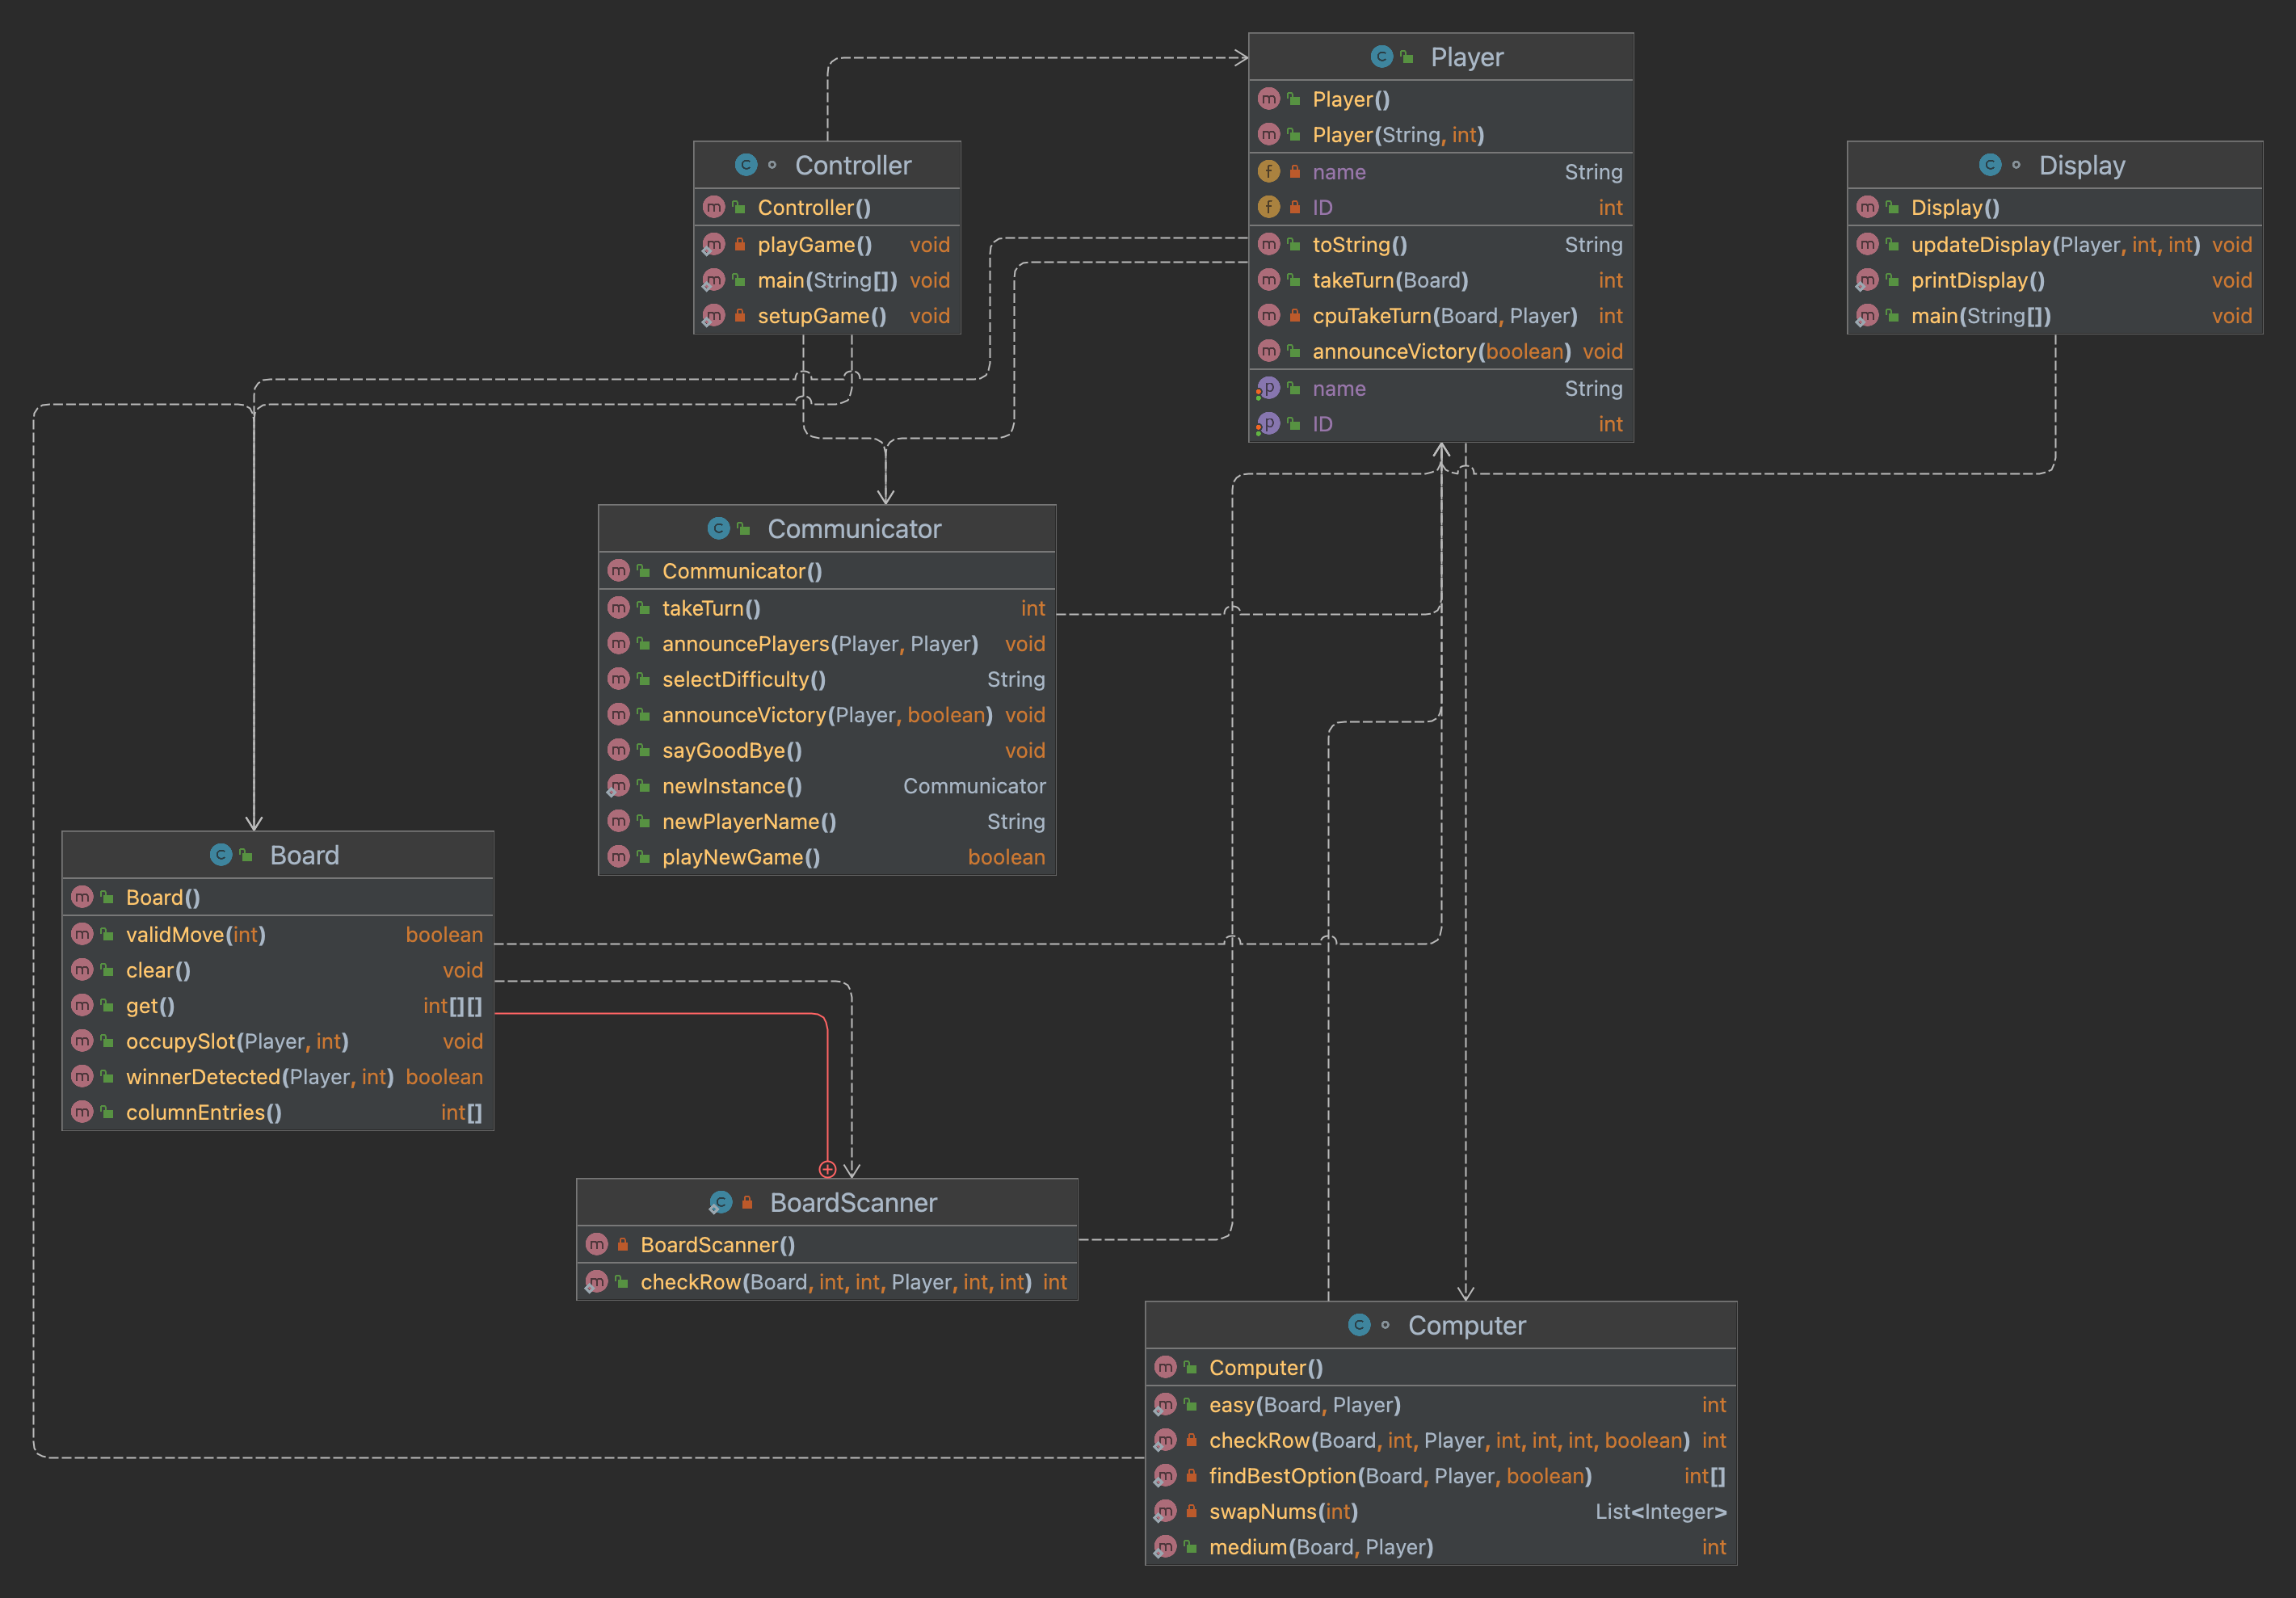 Player
Player()
Player(String, int)
name String
ID int
toString() String
takeTurn(Board) int
cpuTakeTurn(Board, Player) int
announceVictory(boolean) void
name String
ID int
Controller
Controller()
playGame() void
main(String[]) void
setupGame() void
Display
Display()
updateDisplay(Player, int, int) void
printDisplay() void
main(String[]) void
Communicator
Communicator()
takeTurn() int
announcePlayers(Player, Player) void
selectDifficulty() String
announceVictory(Player, boolean) void
sayGoodBye() void
newInstance() Communicator
newPlayerName() String
playNewGame() boolean
Board
Board()
validMove(int) boolean
clear() void
get() int[][]
occupySlot(Player, int) void
winnerDetected(Player, int) boolean
columnEntries() int[]
BoardScanner
BoardScanner()
checkRow(Board, int, int, Player, int, int) int
Computer
Computer()
easy(Board, Player) int
checkRow(Board, int, Player, int, int, int, boolean) int
findBestOption(Board, Player, boolean) int[]
swapNums(int) List<Integer>
medium(Board, Player) int